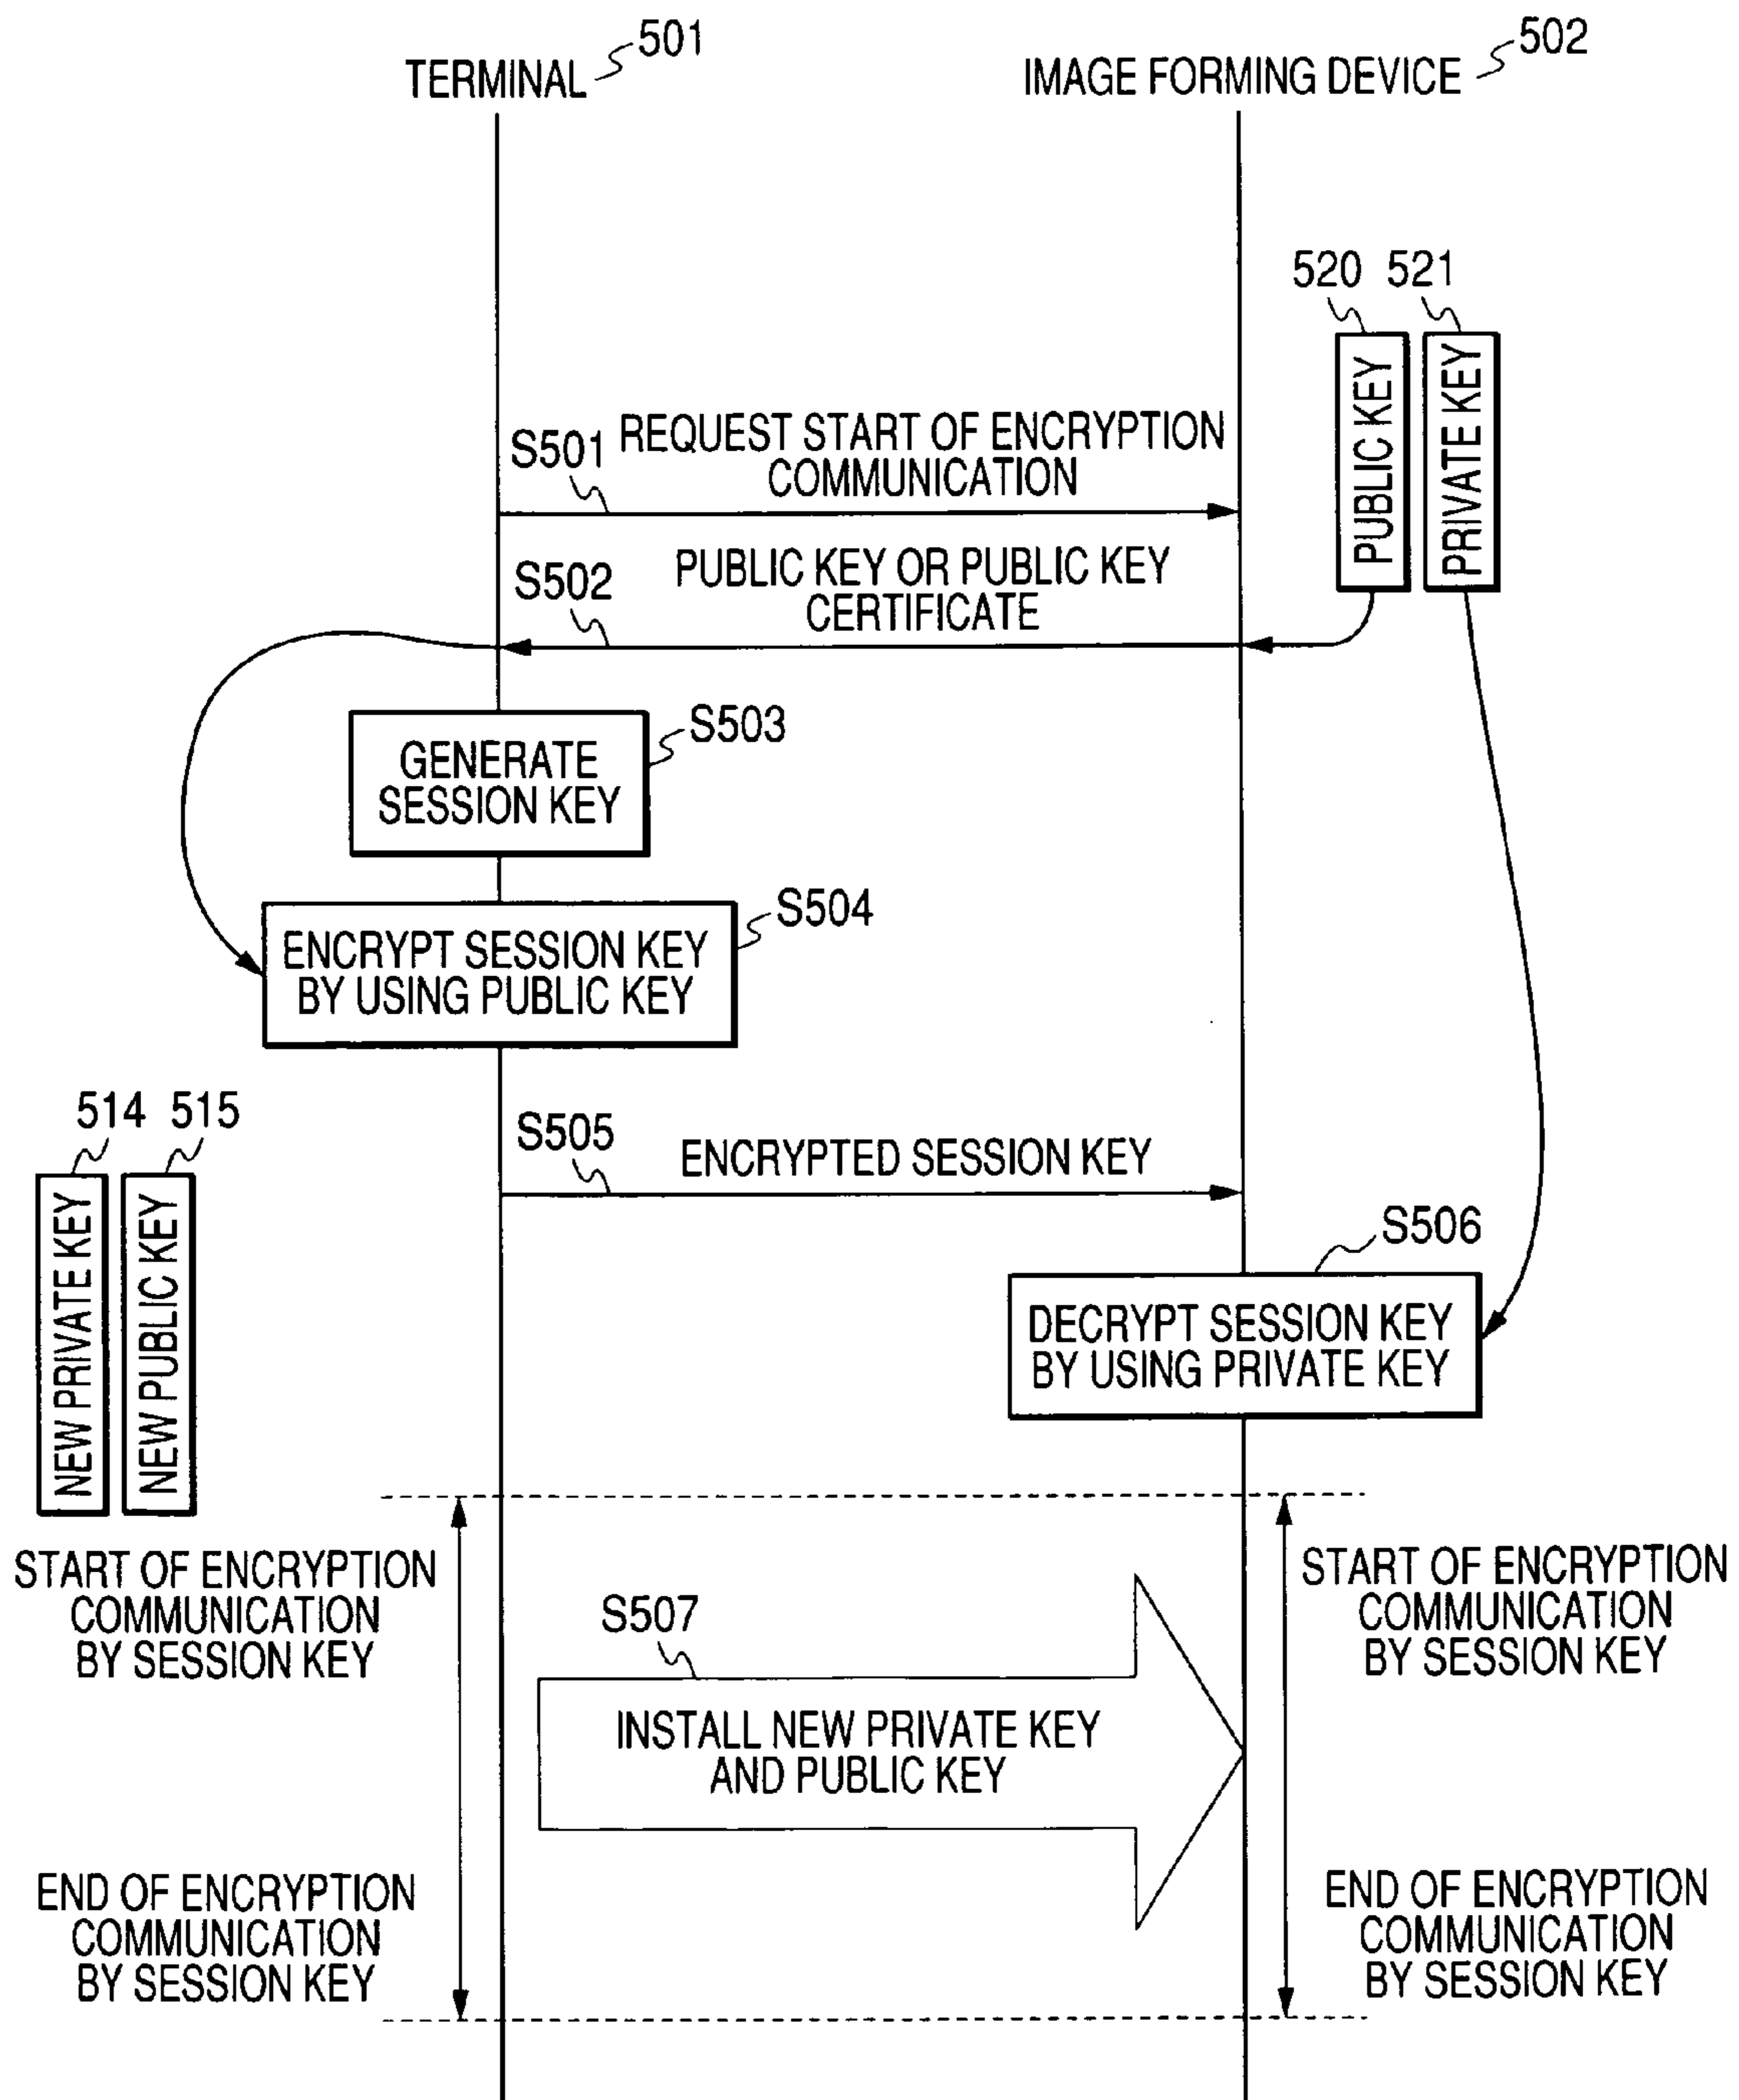 501
TERMINAL
502
IMAGE FORMING DEVICE
520
521
PUBLIC KEY
PRIVATE KEY
S501
REQUEST START OF ENCRYPTION
COMMUNICATION
S502
PUBLIC KEY OR PUBLIC KEY
CERTIFICATE
S503
GENERATE
SESSION KEY
S504
ENCRYPT SESSION KEY
BY USING PUBLIC KEY
514
515
NEW PRIVATE KEY
NEW PUBLIC KEY
S505
ENCRYPTED SESSION KEY
S506
DECRYPT SESSION KEY
BY USING PRIVATE KEY
START OF ENCRYPTION
COMMUNICATION
BY SESSION KEY
START OF ENCRYPTION
COMMUNICATION
BY SESSION KEY
S507
INSTALL NEW PRIVATE KEY
AND PUBLIC KEY
END OF ENCRYPTION
COMMUNICATION
BY SESSION KEY
END OF ENCRYPTION
COMMUNICATION
BY SESSION KEY